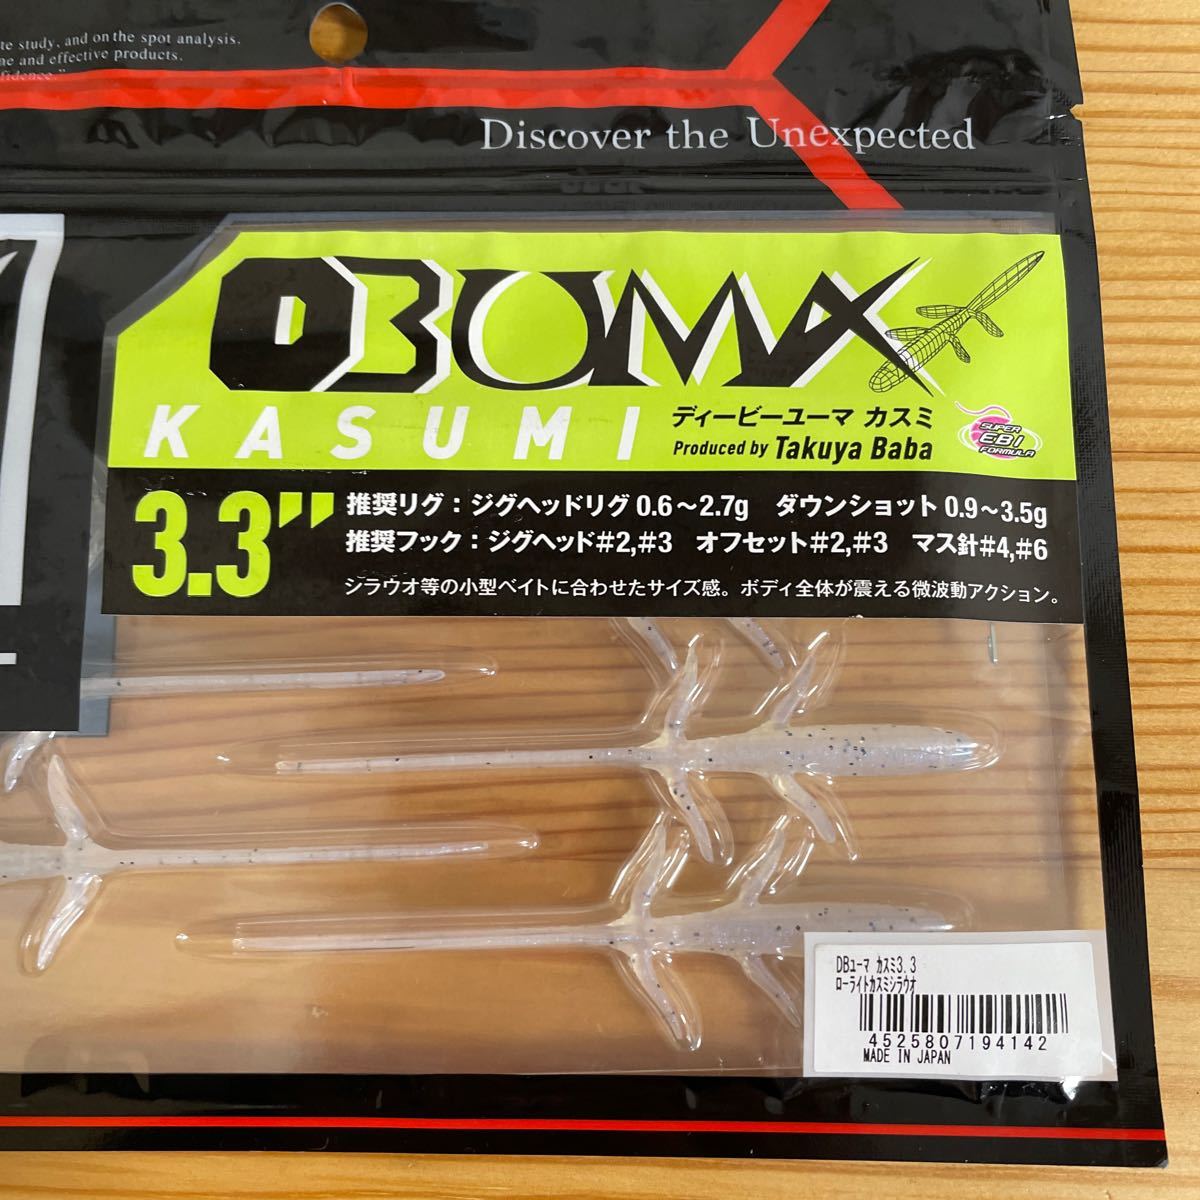 te study, and on the spot analysis.
ne and effective products.
fidence."
Discover the Unexpected
DBUMA
KASUMI
ディービーユーマ カスミ
Produced by Takuya Baba
SUPER
EBI
FORMULA
3.3"
推奨リグ：ジグヘッドリグ 0.6〜2.7g　ダウンショット 0.9〜3.5g
推奨フック：ジグヘッド#2,#3　オフセット#2,#3　マス針#4,#6
シラウオ等の小型ベイトに合わせたサイズ感。ボディ全体が震える微波動アクション。
DBユーマ カスミ3.3
ローライトカスミシラウオ
4525807194142
MADE IN JAPAN